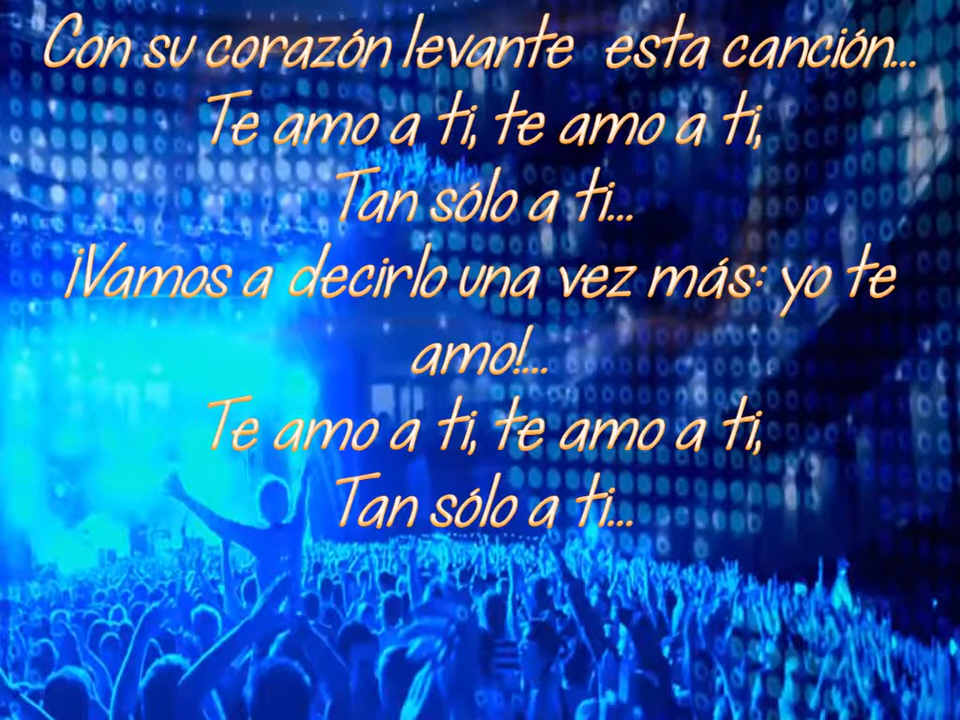 Con su corazón levante esta canción...
Te amo a ti, te amo a ti,
Tan sólo a ti...
¡Vamos a decirlo una vez más: yo te
amo!...
Te amo a ti, te amo a ti,
Tan sólo a ti...